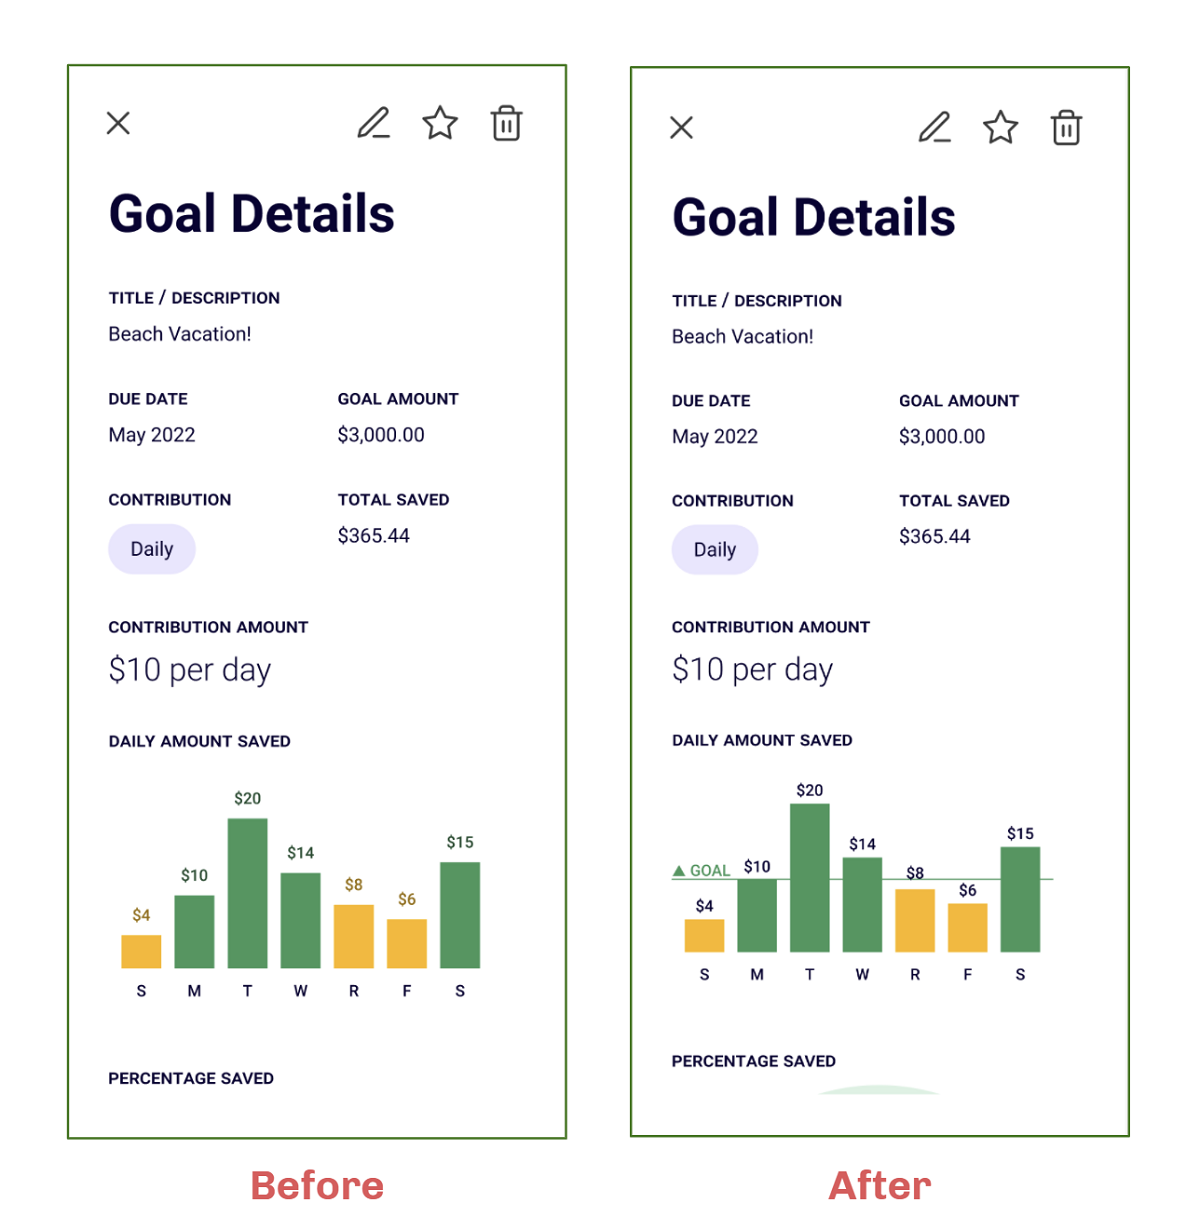 Goal Details
TITLE / DESCRIPTION
Beach Vacation!
DUE DATE GOAL AMOUNT
May 2022 $3,000.00
CONTRIBUTION TOTAL SAVED
Daily $365.44
CONTRIBUTION AMOUNT
$10 per day
DAILY AMOUNT SAVED
$4 $10 $20 $14 $8 $6 $15
S M T W R F S
PERCENTAGE SAVED
Before
Goal Details
TITLE / DESCRIPTION
Beach Vacation!
DUE DATE GOAL AMOUNT
May 2022 $3,000.00
CONTRIBUTION TOTAL SAVED
Daily $365.44
CONTRIBUTION AMOUNT
$10 per day
DAILY AMOUNT SAVED
▲ GOAL
$4 $10 $20 $14 $8 $6 $15
S M T W R F S
PERCENTAGE SAVED
After